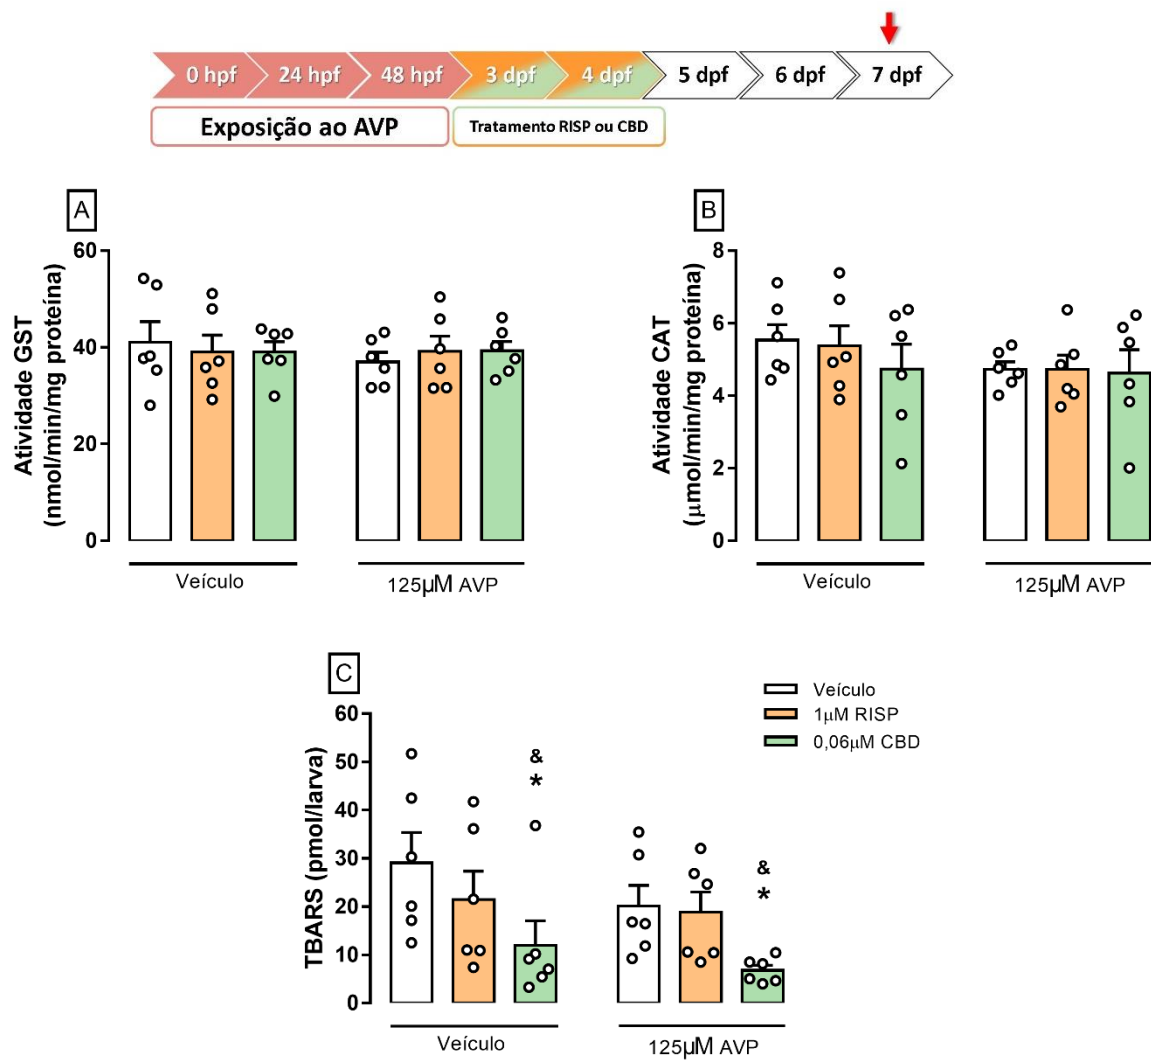 0 hpf 24 hpf 48 hpf 3 dpf 4 dpf 5 dpf 6 dpf 7 dpf
Exposição ao AVP Tratamento RISP ou CBD
A
Atividade GST
(nmol/min/mg proteína)
60
40
20
0
Veículo 125µM AVP
B
Atividade CAT
(µmol/min/mg proteína)
8
6
4
2
0
Veículo 125µM AVP
C
TBARS (pmol/larva)
60
50
40
30
20
10
0
&
*
&
*
Veículo 125µM AVP
Veículo
1µM RISP
0,06µM CBD